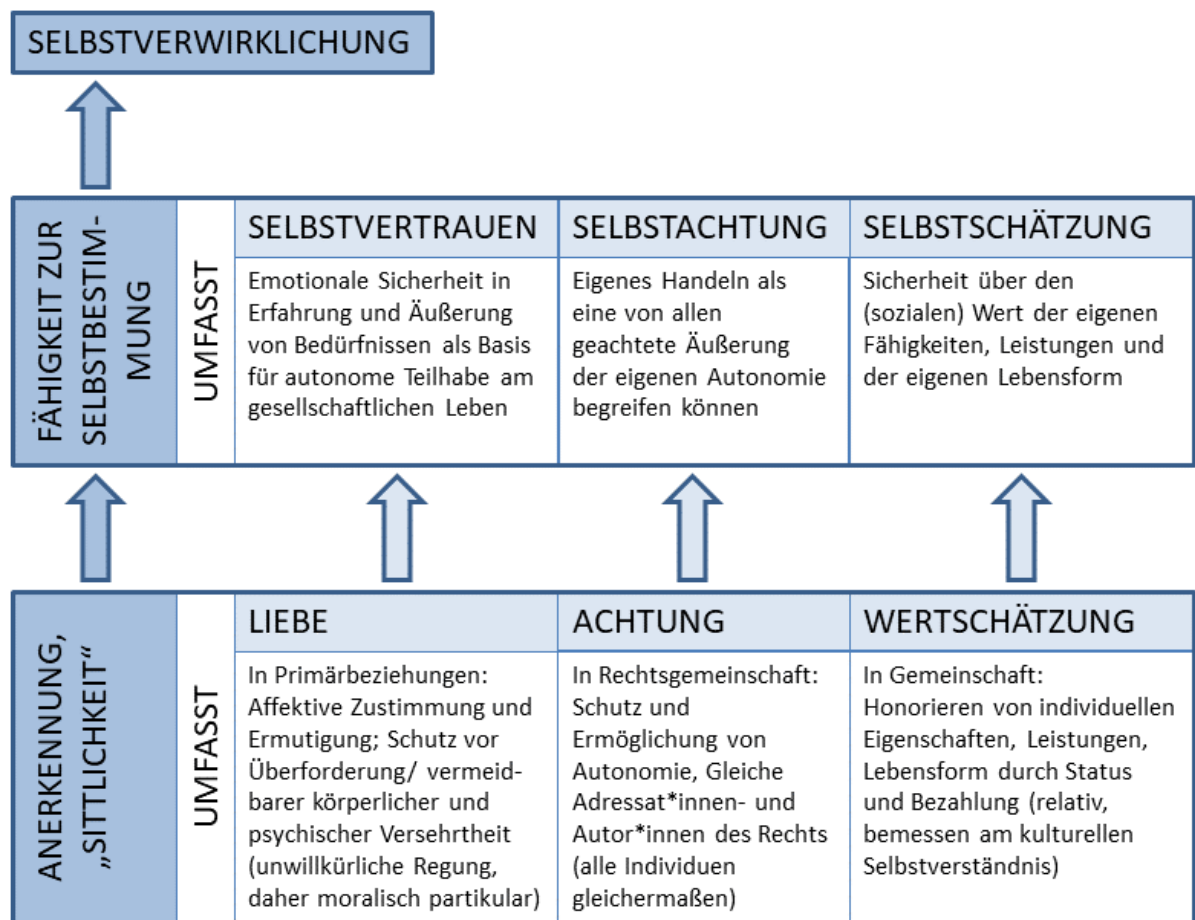 SELBSTVERWIRKLICHUNG
FÄHIGKEIT ZUR
SELBSTBESTIM-
MUNG
UMFASST
SELBSTVERTRAUEN
Emotionale Sicherheit in
Erfahrung und Äußerung
von Bedürfnissen als Basis
für autonome Teilhabe am
gesellschaftlichen Leben
SELBSTACHTUNG
Eigenes Handeln als
eine von allen
geachtete Äußerung
der eigenen Autonomie
begreifen können
SELBSTSCHÄTZUNG
Sicherheit über den
(sozialen) Wert der eigenen
Fähigkeiten, Leistungen und
der eigenen Lebensform
ANERKENNUNG,
„SITTLICHKEIT“
UMFASST
LIEBE
In Primärbeziehungen:
Affektive Zustimmung und
Ermutigung; Schutz vor
Überforderung/ vermeid-
barer körperlicher und
psychischer Versehrtheit
(unwillkürliche Regung,
daher moralisch partikular)
ACHTUNG
In Rechtsgemeinschaft:
Schutz und
Ermöglichung von
Autonomie, Gleiche
Adressat*innen- und
Autor*innen des Rechts
(alle Individuen
gleichermaßen)
WERTSCHÄTZUNG
In Gemeinschaft:
Honorieren von individuellen
Eigenschaften, Leistungen,
Lebensform durch Status
und Bezahlung (relativ,
bemessen am kulturellen
Selbstverständnis)